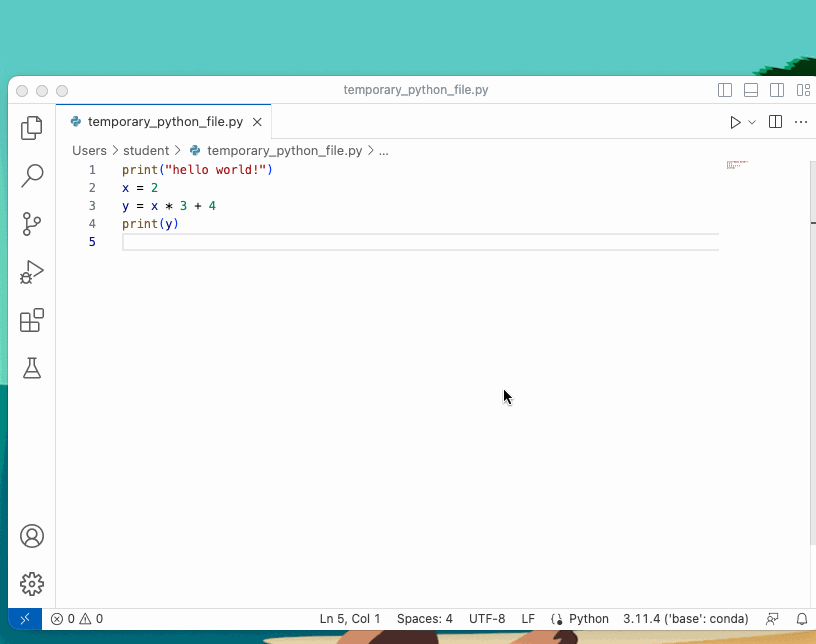 temporary_python_file.py
temporary_python_file.py
Users > student > temporary_python_file.py > ...
1 print("hello world!")
2 x = 2
3 y = x * 3 + 4
4 print(y)
5
0 0 Ln 5, Col 1 Spaces: 4 UTF-8 LF {} Python 3.11.4 ('base': conda)